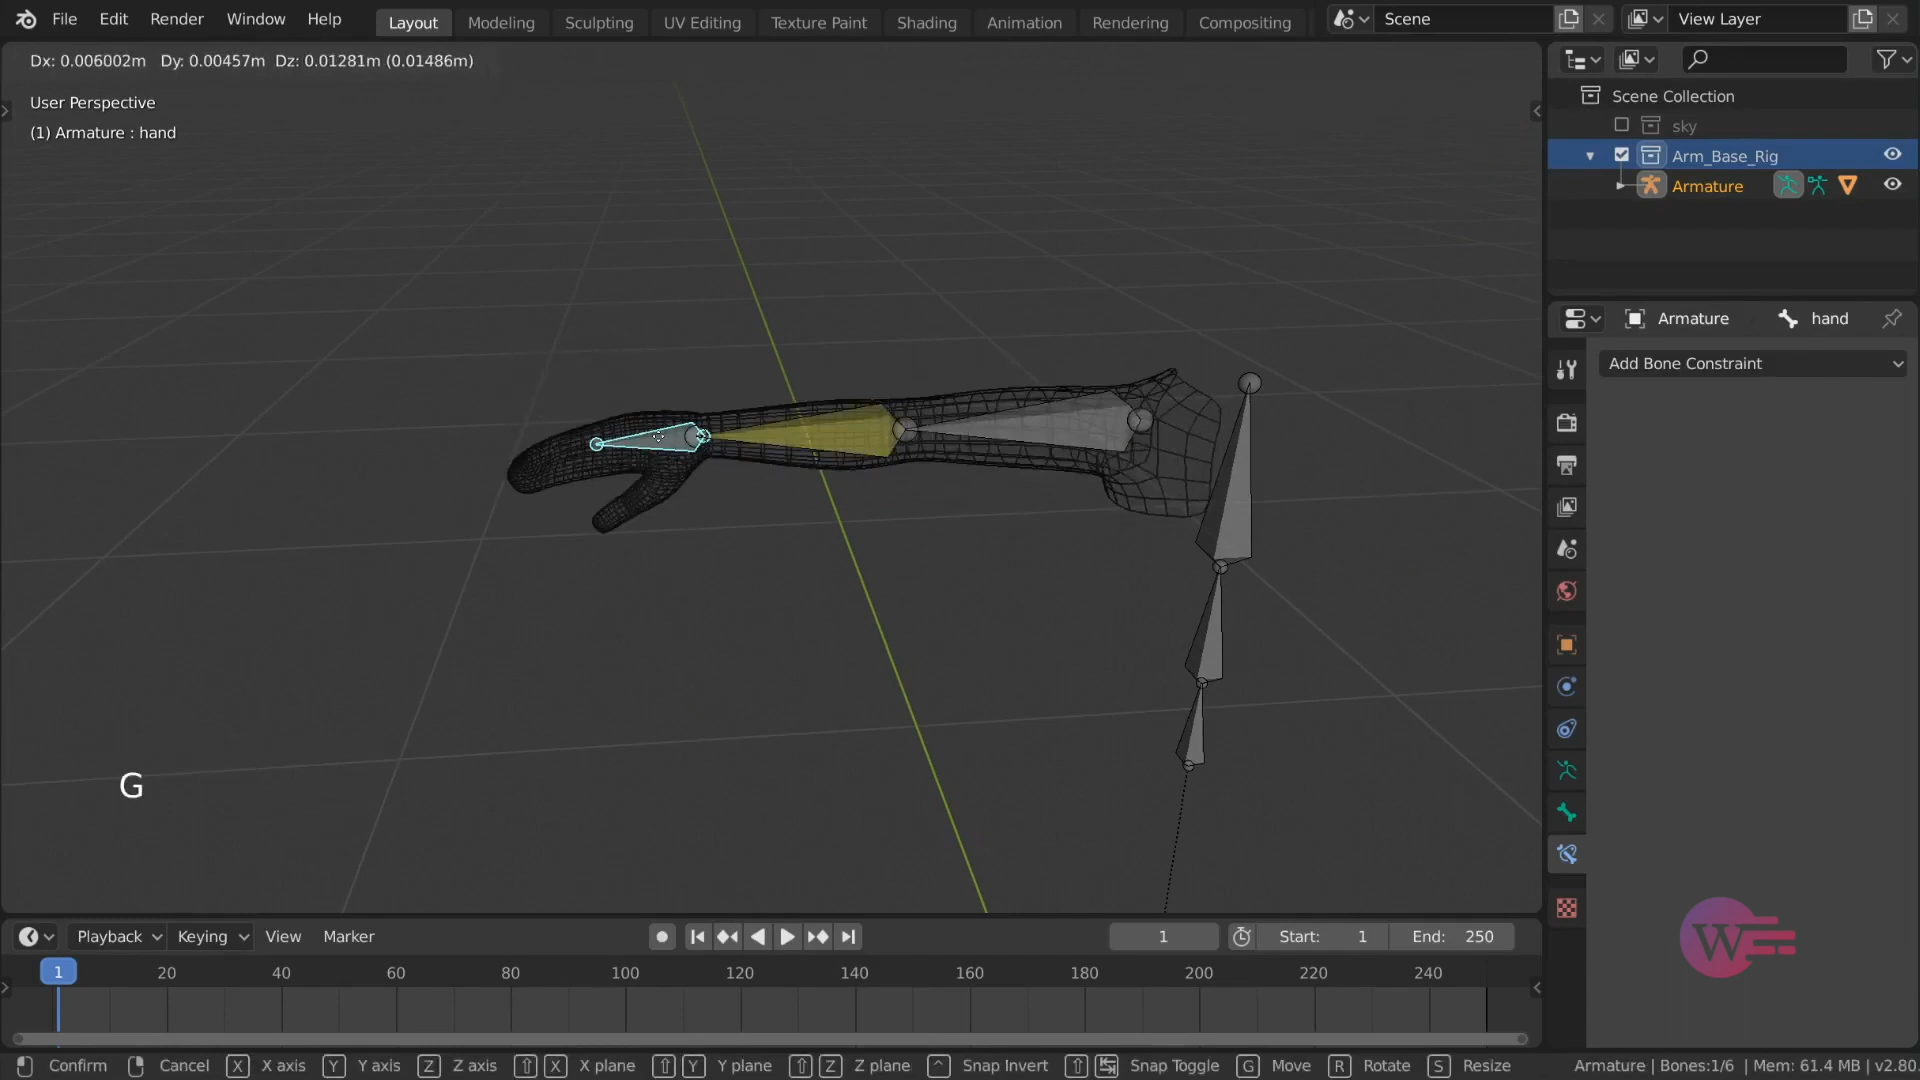 File Edit Render Window Help Layout Modeling Sculpting UV Editing Texture Paint Shading Animation Rendering Compositing Scene View Layer
Dx: 0.006002m Dy: 0.00457m Dz: 0.01281m (0.01486m)
User Perspective
(1) Armature : hand
Scene Collection
sky
Arm_Base_Rig
Armature
Armature hand
Add Bone Constraint
G
W
Playback Keying View Marker 1 Start: 1 End: 250
1 20 40 60 80 100 120 140 160 180 200 220 240
Confirm Cancel X X axis Y Y axis Z Z axis X X plane Y Y plane Z Z plane Snap Invert Snap Toggle G Move R Rotate S Resize Armature | Bones:1/6 | Mem: 61.4 MB | v2.80